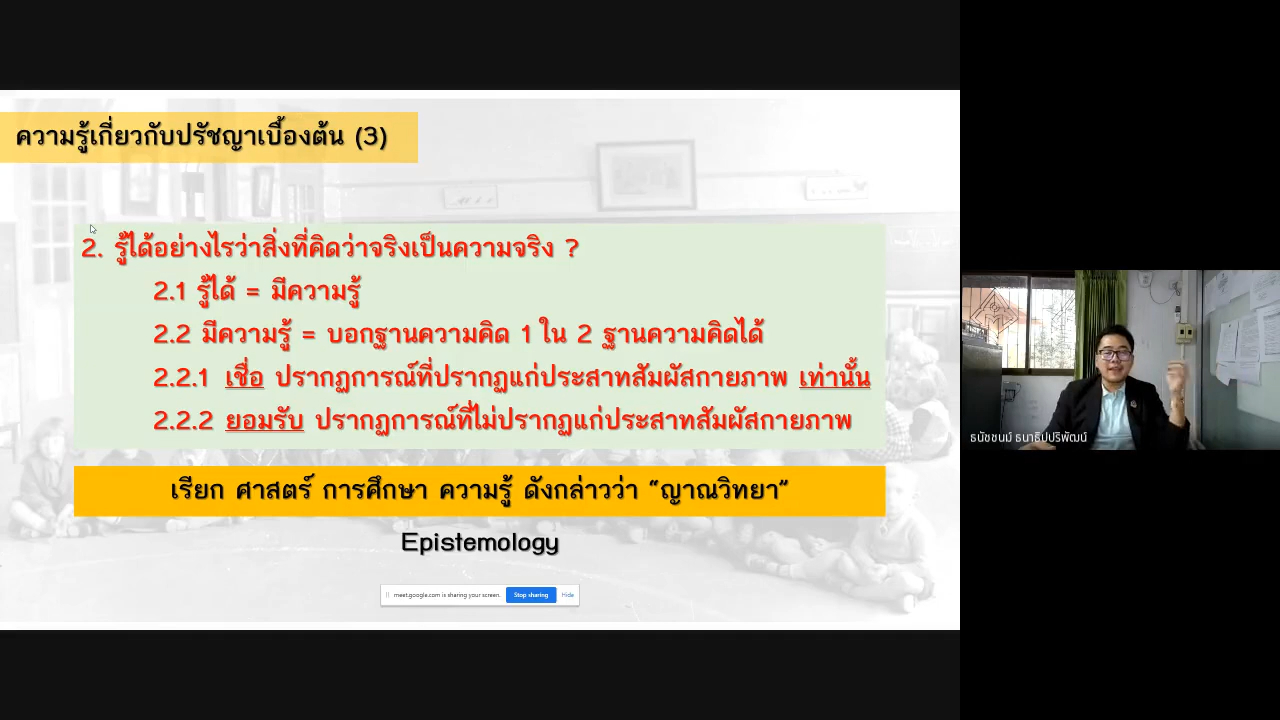 ความรู้เกี่ยวกับปรัชญาเบื้องต้น (3)
2. รู้ได้อย่างไรว่าสิ่งที่คิดว่าจริงเป็นความจริง ?
2.1 รู้ได้ = มีความรู้
2.2 มีความรู้ = บอกฐานความคิด 1 ใน 2 ฐานความคิดได้
2.2.1 เชื่อ ปรากฏการณ์ที่ปรากฏแก่ประสาทสัมผัสกายภาพ เท่านั้น
2.2.2 ยอมรับ ปรากฏการณ์ที่ไม่ปรากฏแก่ประสาทสัมผัสกายภาพ
เรียก ศาสตร์ การศึกษา ความรู้ ดังกล่าวว่า “ญาณวิทยา”
Epistemology
meet.google.com is sharing your screen. Stop sharing Hide
ธนัชชนม์ ธนาธิปปริพัฒน์